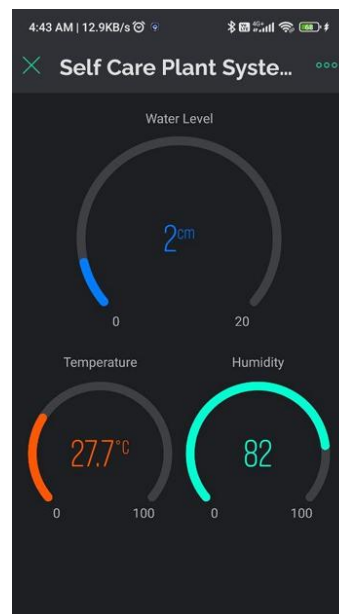 4:43 AM | 12.9KB/s
68
Self Care Plant Syste...
Water Level
2cm
0 20
Temperature Humidity
27.7°C 82
0 100 0 100